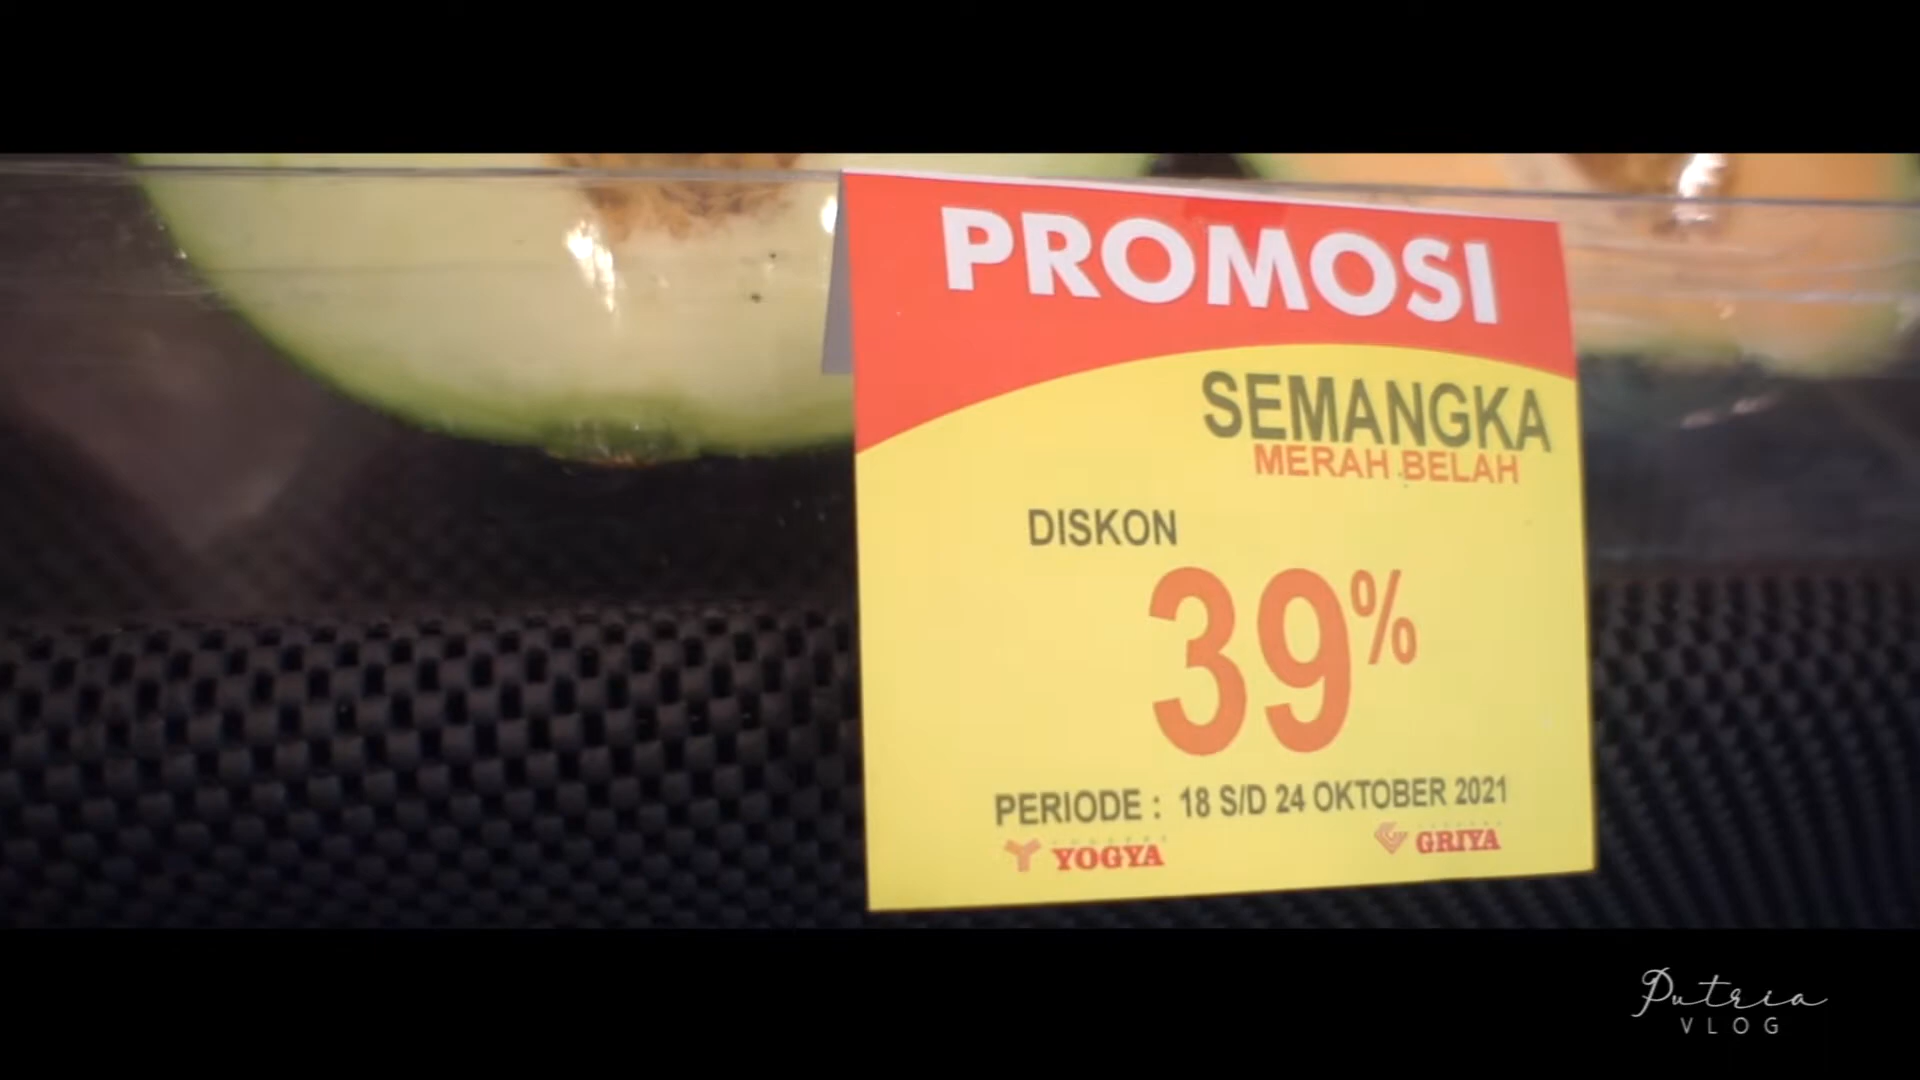 PROMOSI
SEMANGKA
MERAH BELAH
DISKON
39%
PERIODE : 18 S/D 24 OKTOBER 2021
YOGYA
GRIYA
Putria
VLOG